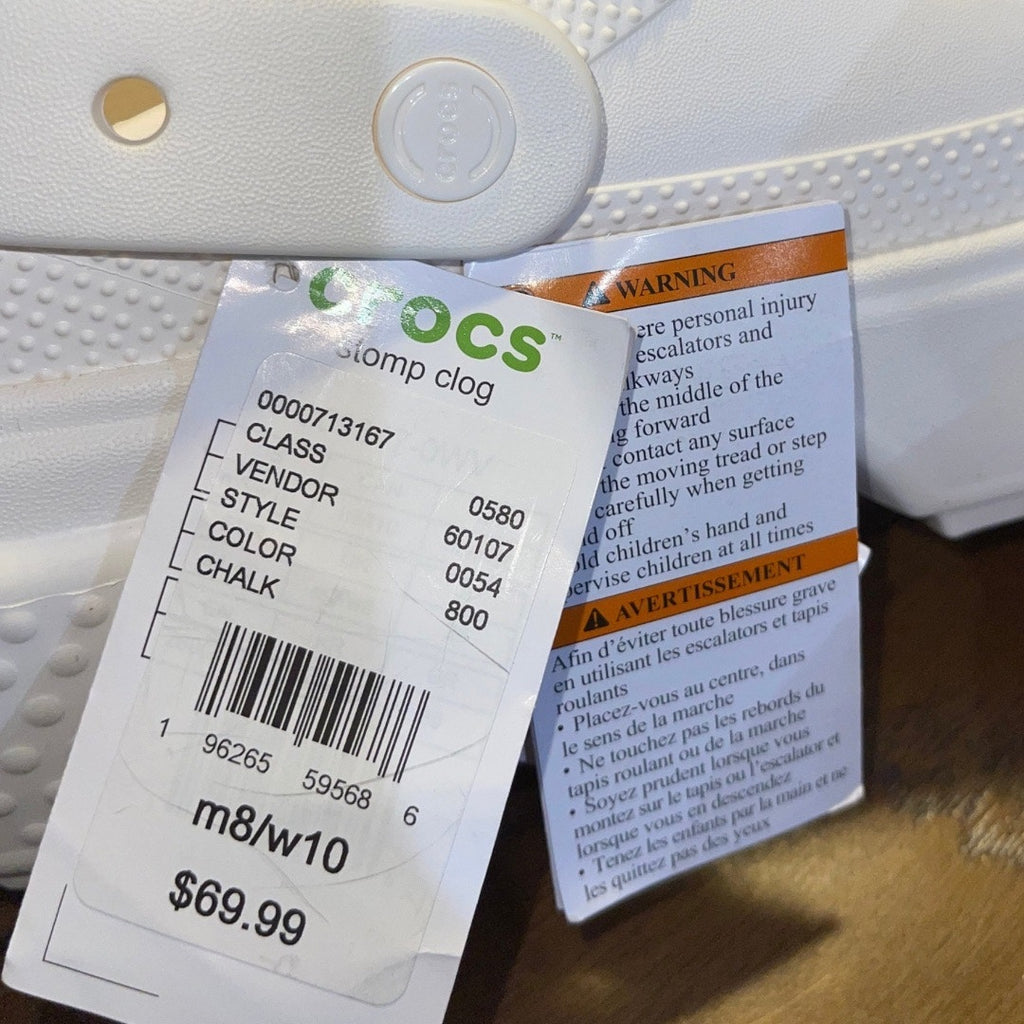 crocs
crocs™
stomp clog
0000713167
CLASS 0580
VENDOR 60107
STYLE 0054
COLOR 800
CHALK
1 96265 59568 6
m8/w10
$69.99
WARNING
personal injury
escalators and
the middle of the
forward
contact any surface
the moving tread or step
carefully when getting
off
children's hand and
children at all times
AVERTISSEMENT
Afin d'éviter toute blessure grave
en utilisant les escalators et tapis
roulants
• Placez-vous au centre, dans
le sens de la marche
• Ne touchez pas les rebords du
tapis roulant ou de la marche
• Soyez prudent lorsque vous
montez sur le tapis ou l'escalator et
lorsque vous en descendez
• Tenez les enfants par la main et ne
les quittez pas des yeux